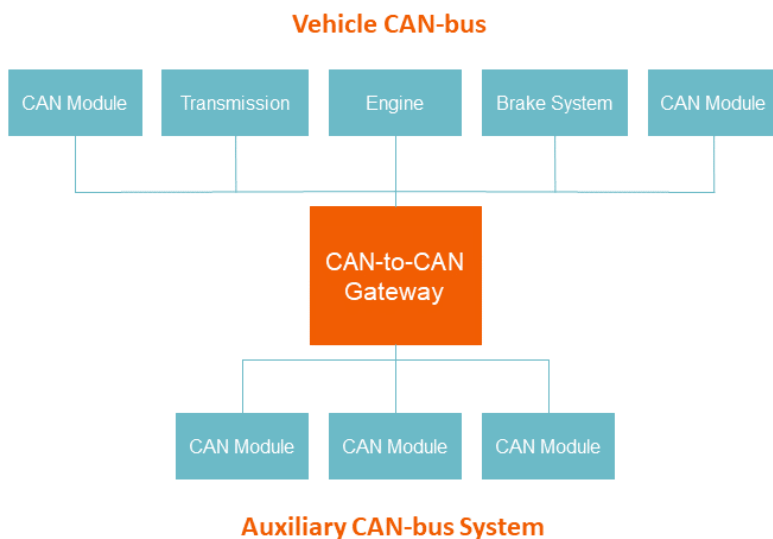 Vehicle CAN-bus
CAN Module
Transmission
Engine
Brake System
CAN Module
CAN-to-CAN
Gateway
CAN Module
CAN Module
CAN Module
Auxiliary CAN-bus System